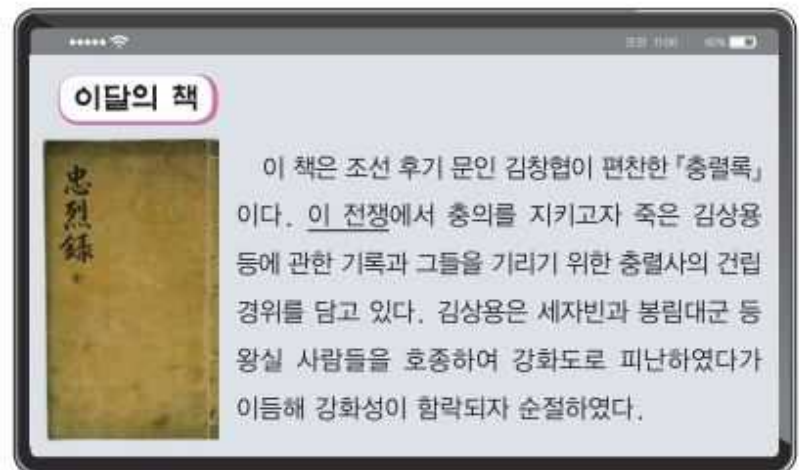 이달의 책
忠烈錄
이 책은 조선 후기 문인 김창협이 편찬한 『충렬록』
이다. 이 전쟁에서 충의를 지키고자 죽은 김상용
등에 관한 기록과 그들을 기리기 위한 충렬사의 건립
경위를 담고 있다. 김상용은 세자빈과 봉림대군 등
왕실 사람들을 호종하여 강화도로 피난하였다가
이듬해 강화성이 함락되자 순절하였다.